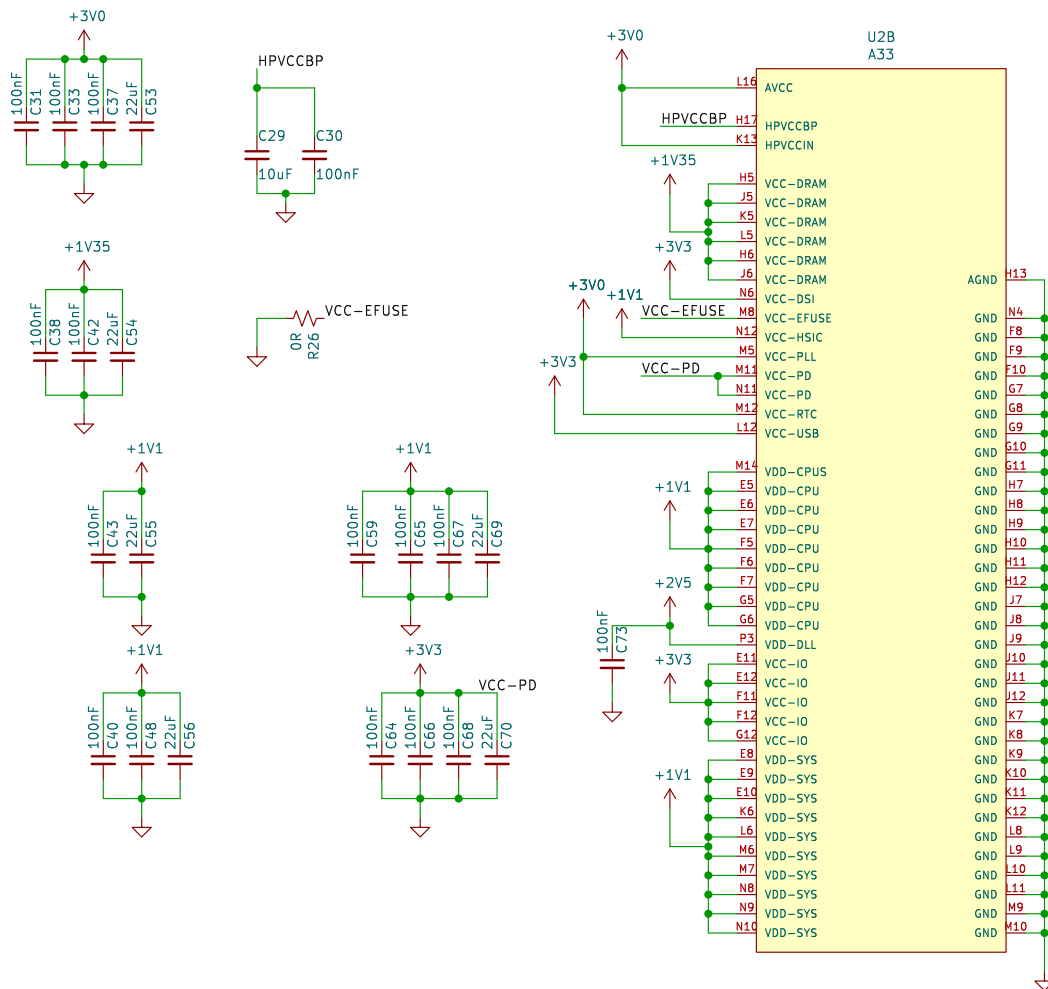 +3V0
100nF
C31
100nF
C33
100nF
C37
22uF
C53
HPVCCBP
C29
10uF
C30
100nF
+1V35
100nF
C38
100nF
C42
22uF
C54
VCC-EFUSE
0R
R26
+1V1
100nF
C43
22uF
C55
+1V1
100nF
C59
100nF
C65
100nF
C67
22uF
C69
+1V1
100nF
C40
100nF
C48
22uF
C56
+3V3
VCC-PD
100nF
C64
100nF
C66
100nF
C68
22uF
C70
U2B
A33
+3V0
L16 AVCC
HPVCCBP H17 HPVCCBP
K13 HPVCCIN
+1V35
H5 VCC-DRAM
J5 VCC-DRAM
K5 VCC-DRAM
L5 VCC-DRAM
+3V3
H6 VCC-DRAM
J6 VCC-DRAM
N6 VCC-DSI
+3V0
+1V1
VCC-EFUSE M8 VCC-EFUSE
N12 VCC-HSIC
M5 VCC-PLL
+3V3
VCC-PD M11 VCC-PD
N11 VCC-PD
M12 VCC-RTC
L12 VCC-USB
M14 VDD-CPUS
+1V1
E5 VDD-CPU
E6 VDD-CPU
E7 VDD-CPU
F5 VDD-CPU
F6 VDD-CPU
F7 VDD-CPU
G5 VDD-CPU
G6 VDD-CPU
+2V5
100nF
C73
P3 VDD-DLL
+3V3
E11 VCC-IO
E12 VCC-IO
F11 VCC-IO
F12 VCC-IO
G12 VCC-IO
E8 VDD-SYS
+1V1
E9 VDD-SYS
E10 VDD-SYS
K6 VDD-SYS
L6 VDD-SYS
M6 VDD-SYS
M7 VDD-SYS
N8 VDD-SYS
N9 VDD-SYS
N10 VDD-SYS
AGND H13
GND N4
GND F8
GND F9
GND F10
GND G7
GND G8
GND G9
GND G10
GND G11
GND H7
GND H8
GND H9
GND H10
GND H11
GND H12
GND J7
GND J8
GND J9
GND J10
GND J11
GND J12
GND K7
GND K8
GND K9
GND K10
GND K11
GND K12
GND L8
GND L9
GND L10
GND L11
GND M9
GND M10